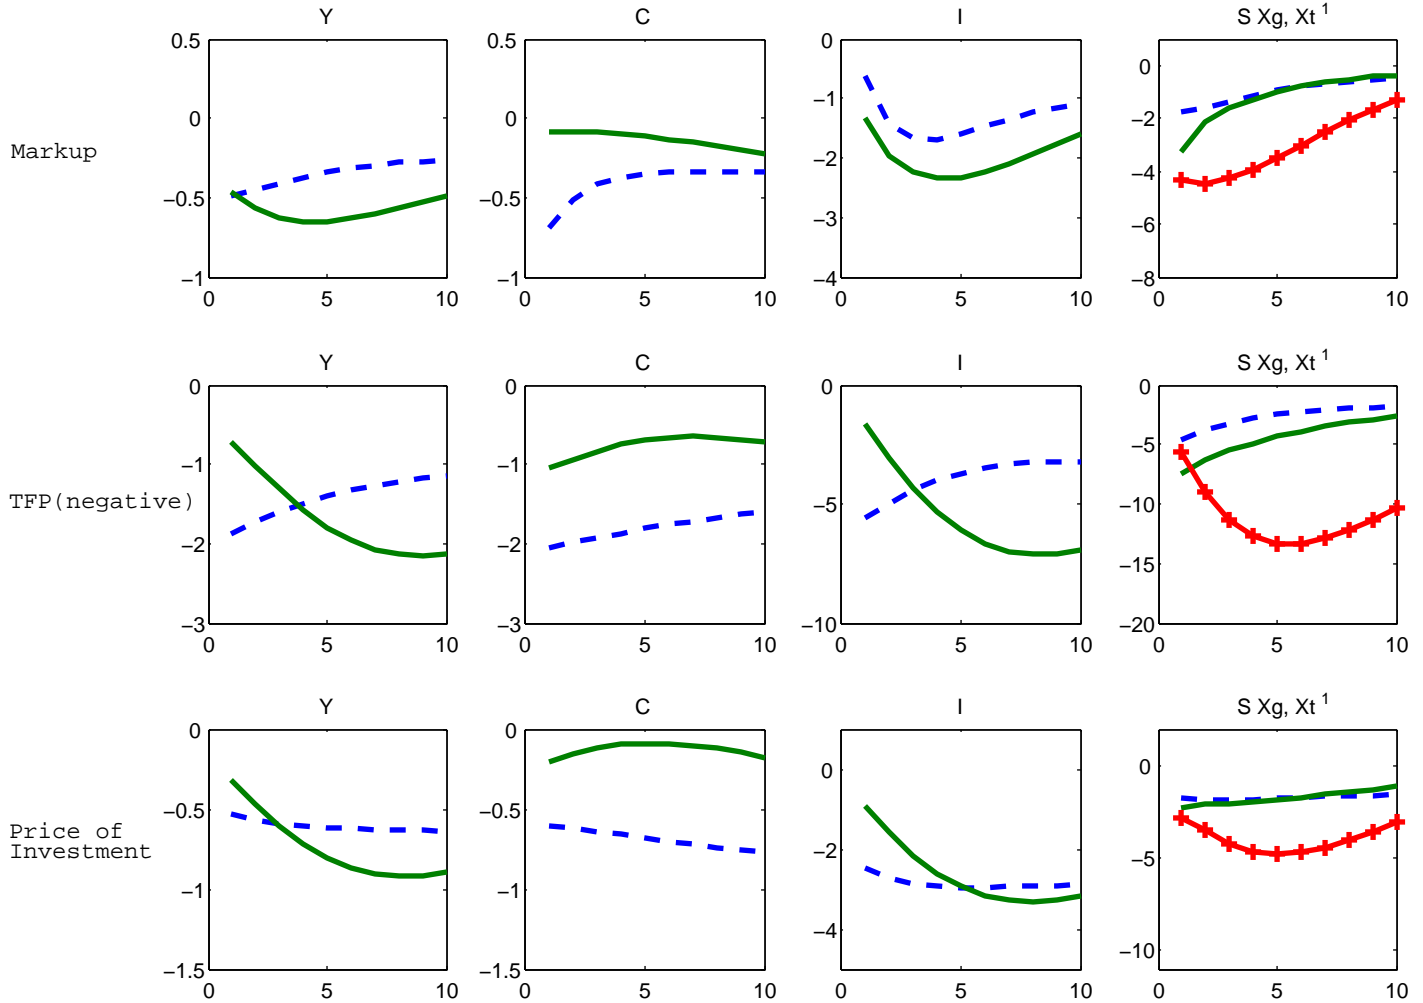 Y C I S Xg, Xt 1
0.5 0.5 0 0
0 0 −1 −2
Markup
−0.5 −0.5 −2 −4
−3 −6
−1 −1 −4 −8
0 5 10 0 5 10 0 5 10 0 5 10
Y C I S Xg, Xt 1
0 0 0 0
−1 −1 −5
TFP(negative) −5 −10
−2 −2 −15
−3 −3 −10 −20
0 5 10 0 5 10 0 5 10 0 5 10
Y C I S Xg, Xt 1
0 0 0 0
−0.5 −0.5 −2 −5
Price of
Investment
−1 −1 −4 −10
−1.5 −1.5
0 5 10 0 5 10 0 5 10 0 5 10